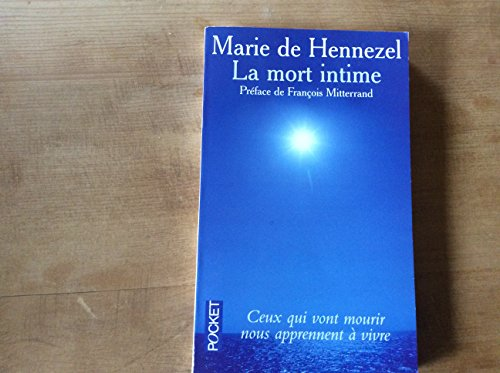 Marie de Hennezel
La mort intime
Préface de François Mitterrand
Ceux qui vont mourir
nous apprennent à vivre
POCKET